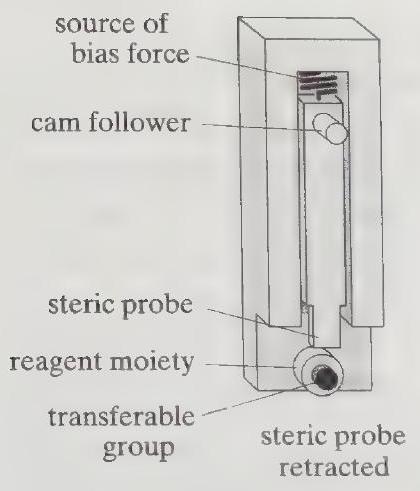 source of
bias force
cam follower
steric probe
reagent moiety
transferable
group
steric probe
retracted